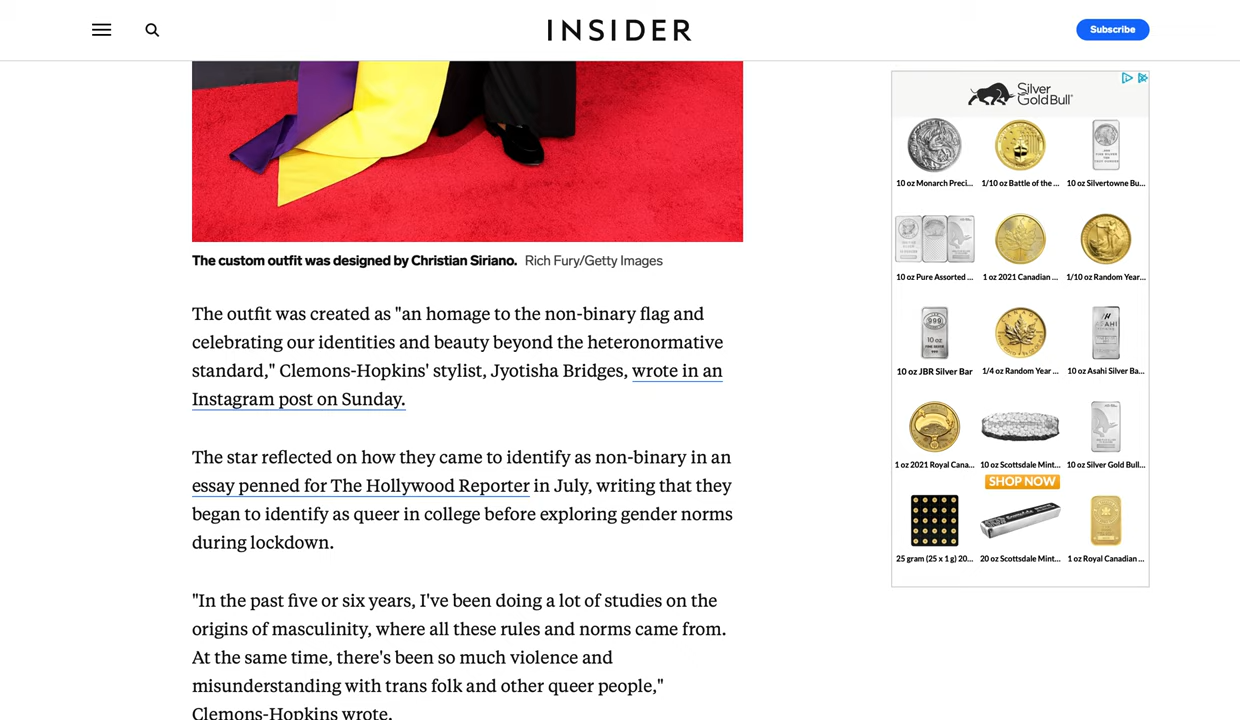 INSIDER
Subscribe
The custom outfit was designed by Christian Siriano. Rich Fury/Getty Images
The outfit was created as "an homage to the non-binary flag and
celebrating our identities and beauty beyond the heteronormative
standard," Clemons-Hopkins' stylist, Jyotisha Bridges, wrote in an
Instagram post on Sunday.
The star reflected on how they came to identify as non-binary in an
essay penned for The Hollywood Reporter in July, writing that they
began to identify as queer in college before exploring gender norms
during lockdown.
"In the past five or six years, I've been doing a lot of studies on the
origins of masculinity, where all these rules and norms came from.
At the same time, there's been so much violence and
misunderstanding with trans folk and other queer people,"
Clemons-Hopkins wrote.
Silver
Gold Bull
10 oz Monarch Preci... 1/10 oz Battle of the ... 10 oz Silvertowne Bu...
10 oz Pure Assorted ... 1 oz 2021 Canadian ... 1/10 oz Random Year...
10 oz JBR Silver Bar 1/4 oz Random Year ... 10 oz Asahi Silver Ba...
1 oz 2021 Royal Cana... 10 oz Scottsdale Mint... 10 oz Silver Gold Bull...
SHOP NOW
25 gram (25 x 1 g) 20... 20 oz Scottsdale Mint... 1 oz Royal Canadian ...